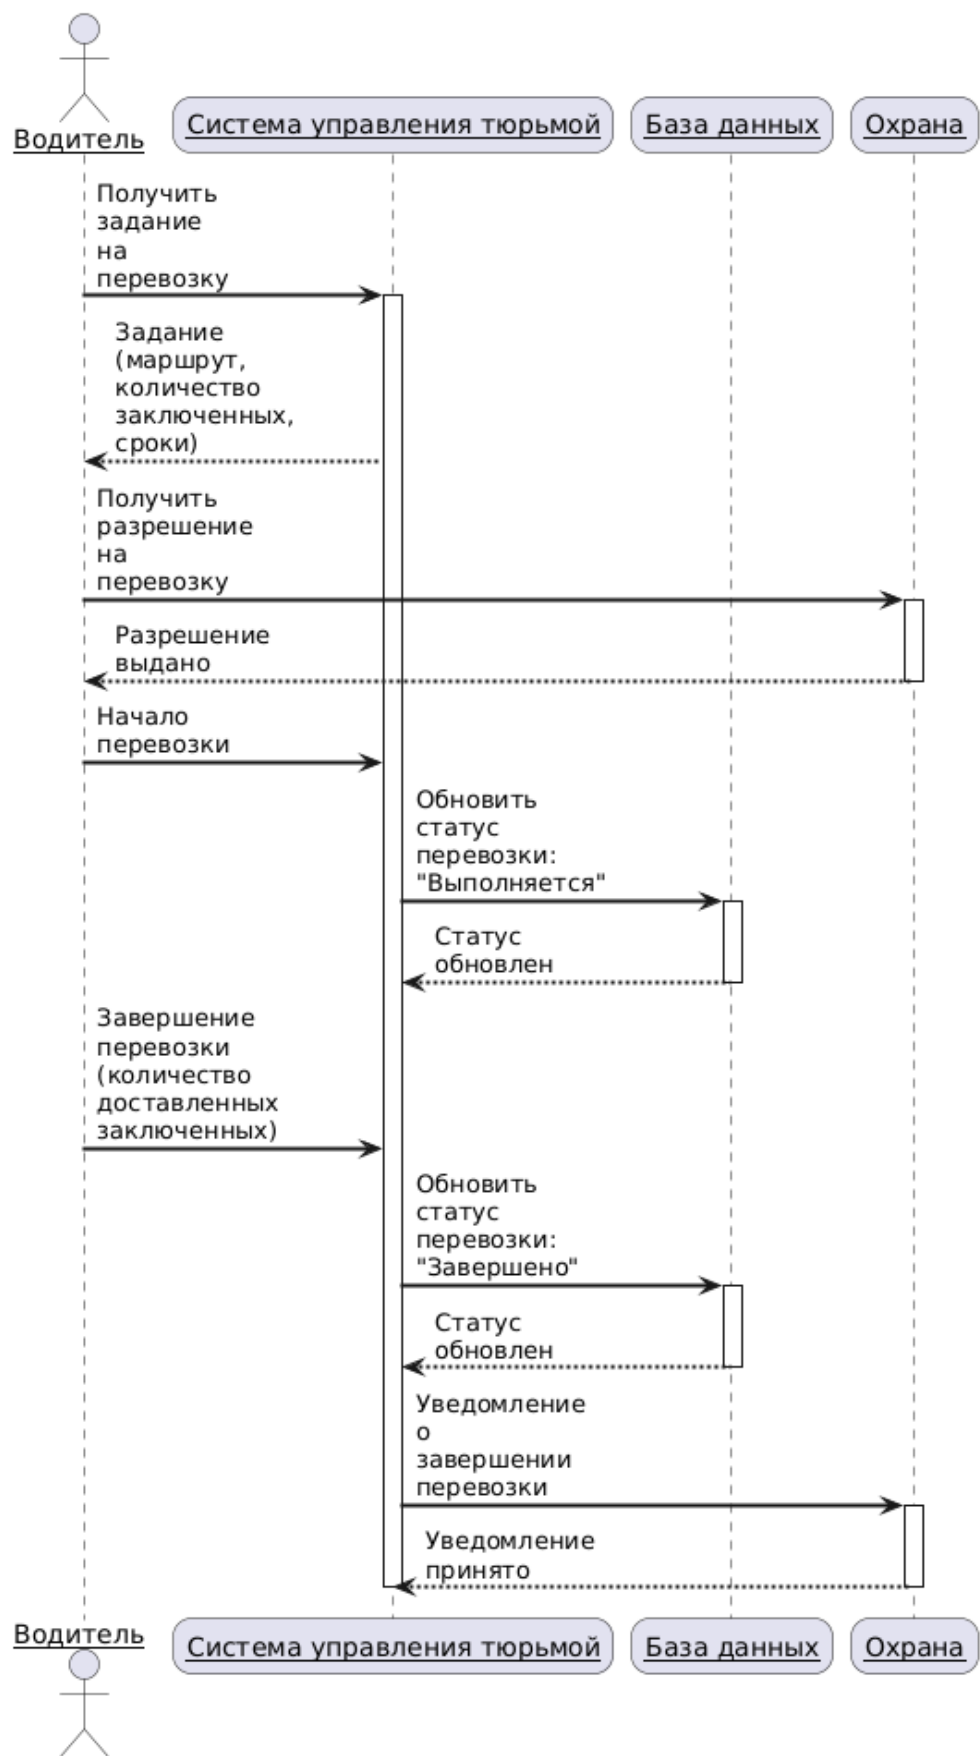 Водитель
Система управления тюрьмой
База данных
Охрана
Получить
задание
на
перевозку
Задание
(маршрут,
количество
заключенных,
сроки)
Получить
разрешение
на
перевозку
Разрешение
выдано
Начало
перевозки
Обновить
статус
перевозки:
"Выполняется"
Статус
обновлен
Завершение
перевозки
(количество
доставленных
заключенных)
Обновить
статус
перевозки:
"Завершено"
Статус
обновлен
Уведомление
о
завершении
перевозки
Уведомление
принято
Водитель
Система управления тюрьмой
База данных
Охрана